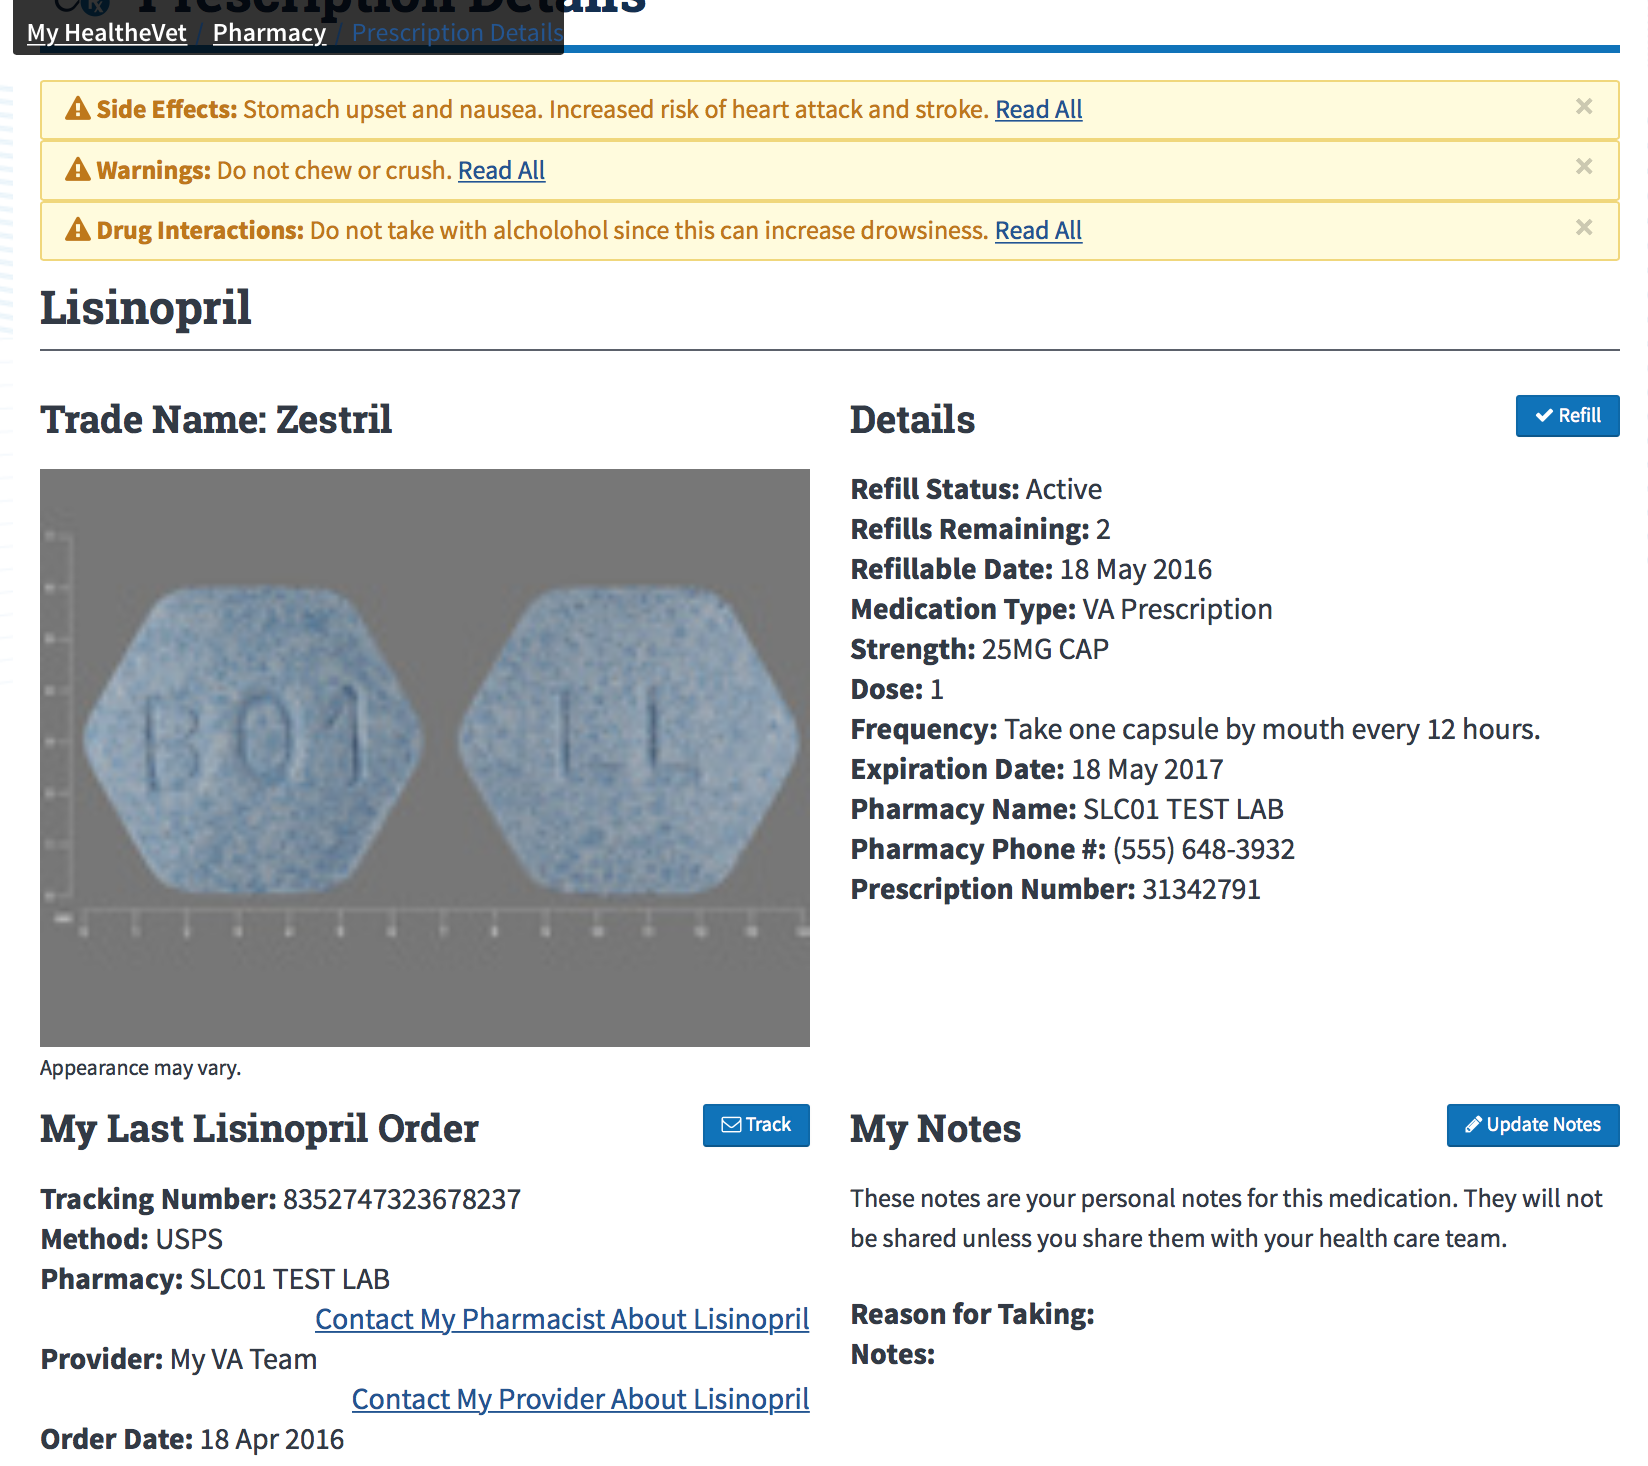 Prescription Details
My HealtheVet / Pharmacy / Prescription Details
Side Effects: Stomach upset and nausea. Increased risk of heart attack and stroke. Read All ×
Warnings: Do not chew or crush. Read All ×
Drug Interactions: Do not take with alcholohol since this can increase drowsiness. Read All ×
Lisinopril
Trade Name: Zestril
B01 LL
Appearance may vary.
Details
Refill
Refill Status: Active
Refills Remaining: 2
Refillable Date: 18 May 2016
Medication Type: VA Prescription
Strength: 25MG CAP
Dose: 1
Frequency: Take one capsule by mouth every 12 hours.
Expiration Date: 18 May 2017
Pharmacy Name: SLC01 TEST LAB
Pharmacy Phone #: (555) 648-3932
Prescription Number: 31342791
My Last Lisinopril Order
Track
Tracking Number: 8352747323678237
Method: USPS
Pharmacy: SLC01 TEST LAB
Contact My Pharmacist About Lisinopril
Provider: My VA Team
Contact My Provider About Lisinopril
Order Date: 18 Apr 2016
My Notes
Update Notes
These notes are your personal notes for this medication. They will not
be shared unless you share them with your health care team.
Reason for Taking:
Notes: